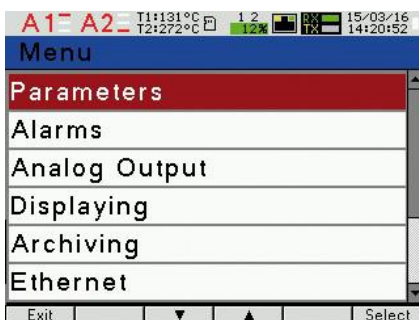 A1 A2 T1:131°C 1 2 RX 15/03/16
T2:272°C 12% TX 14:20:52
Menu
Parameters
Alarms
Analog Output
Displaying
Archiving
Ethernet
Exit ▼ ▲ Select